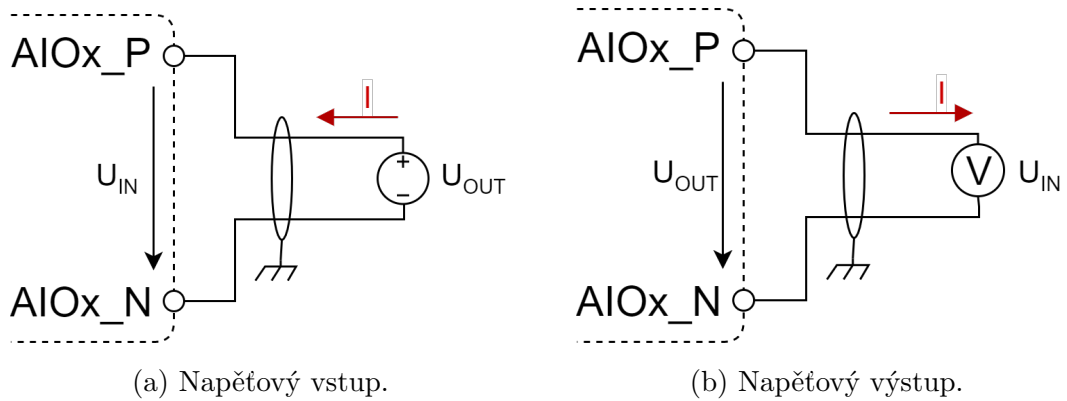 AIOx_P
I
U_IN
+
−
U_OUT
AIOx_N
(a) Napěťový vstup.
AIOx_P
I
U_OUT
V
U_IN
AIOx_N
(b) Napěťový výstup.